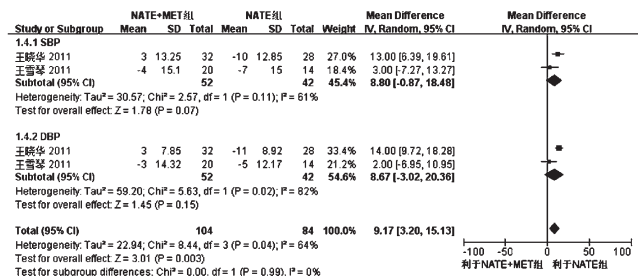 NATE+MET组 NATE组 Mean Difference Mean Difference
Study or Subgroup Mean SD Total Mean SD Total Weight IV, Random, 95% CI IV, Random, 95% CI
1.4.1 SBP
王晓华 2011 3 13.25 32 -10 12.85 28 27.0% 13.00 [6.39, 19.61]
王雪琴 2011 -4 15.1 20 -7 15 14 18.4% 3.00 [-7.27, 13.27]
Subtotal (95% CI) 52 42 45.4% 8.80 [-0.87, 18.48]
Heterogeneity: Tau² = 30.57; Chi² = 2.57, df = 1 (P = 0.11); I² = 61%
Test for overall effect: Z = 1.78 (P = 0.07)
1.4.2 DBP
王晓华 2011 3 7.85 32 -11 8.92 28 33.4% 14.00 [9.72, 18.28]
王雪琴 2011 -3 14.32 20 -5 12.17 14 21.2% 2.00 [-6.95, 10.95]
Subtotal (95% CI) 52 42 54.6% 8.67 [-3.02, 20.36]
Heterogeneity: Tau² = 59.20; Chi² = 5.63, df = 1 (P = 0.02); I² = 82%
Test for overall effect: Z = 1.45 (P = 0.15)
Total (95% CI) 104 84 100.0% 9.17 [3.20, 15.13]
Heterogeneity: Tau² = 22.94; Chi² = 8.44, df = 3 (P = 0.04); I² = 64%
Test for overall effect: Z = 3.01 (P = 0.003)
Test for subgroup differences: Chi² = 0.00, df = 1 (P = 0.99), I² = 0%
-100 -50 0 50 100
利于NATE+MET组 利于NATE组